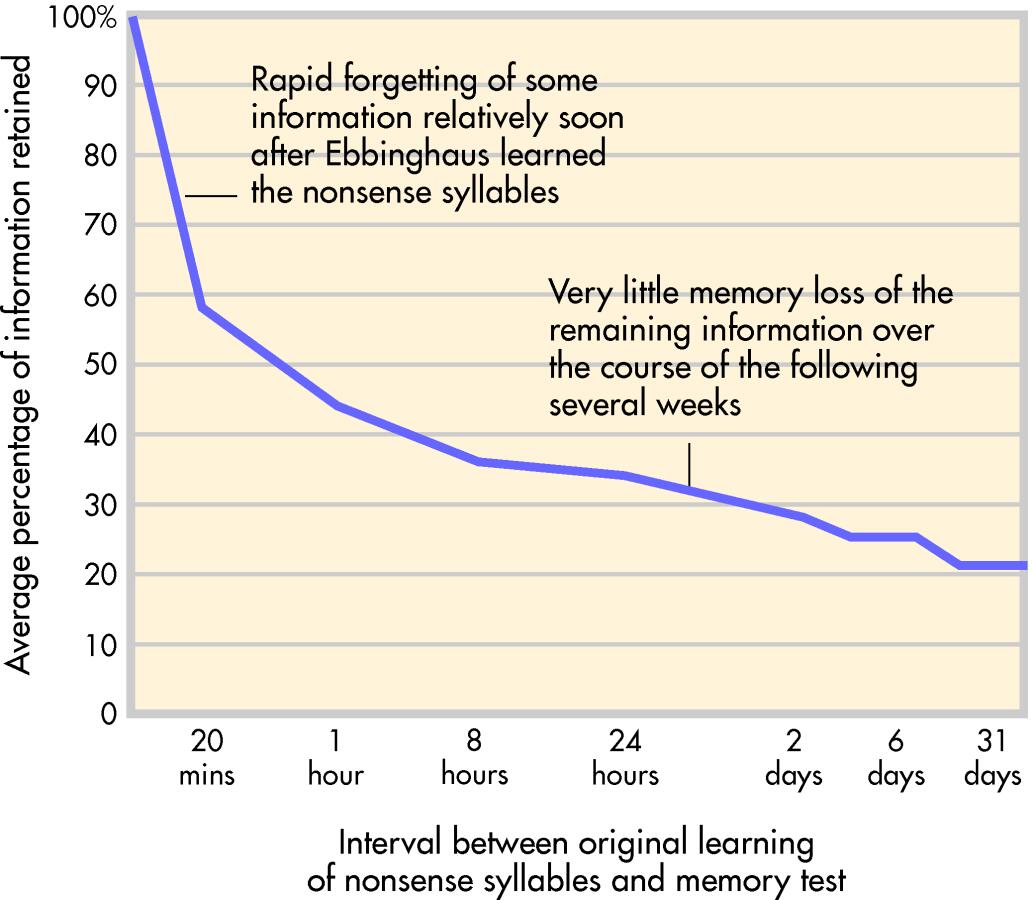 100%
90
80
70
60
50
40
30
20
10
0
Average percentage of information retained
Rapid forgetting of some
information relatively soon
after Ebbinghaus learned
the nonsense syllables
Very little memory loss of the
remaining information over
the course of the following
several weeks
20 mins
1 hour
8 hours
24 hours
2 days
6 days
31 days
Interval between original learning
of nonsense syllables and memory test